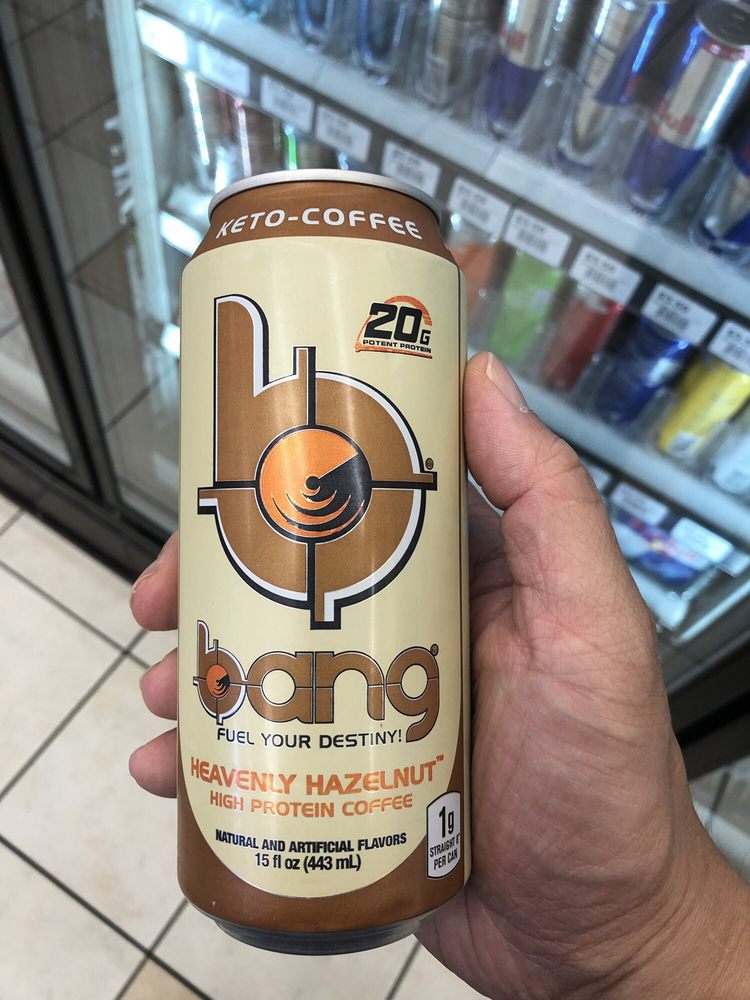 KETO-COFFEE
20G
POTENT PROTEIN
b®
bang®
FUEL YOUR DESTINY!
HEAVENLY HAZELNUT™
HIGH PROTEIN COFFEE
NATURAL AND ARTIFICIAL FLAVORS
15 fl oz (443 mL)
1g
STRAIGHT
PER CAN